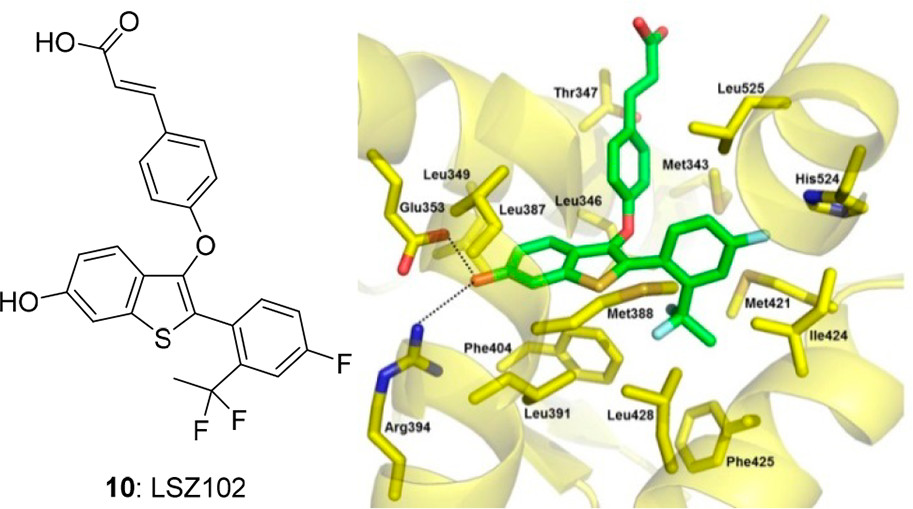 HO
O
O
HO
S
F
F
F
10: LSZ102
Thr347
Leu525
Met343
Leu349
His524
Glu353
Leu387
Leu346
Met421
Met388
Ile424
Phe404
Leu391
Leu428
Arg394
Phe425